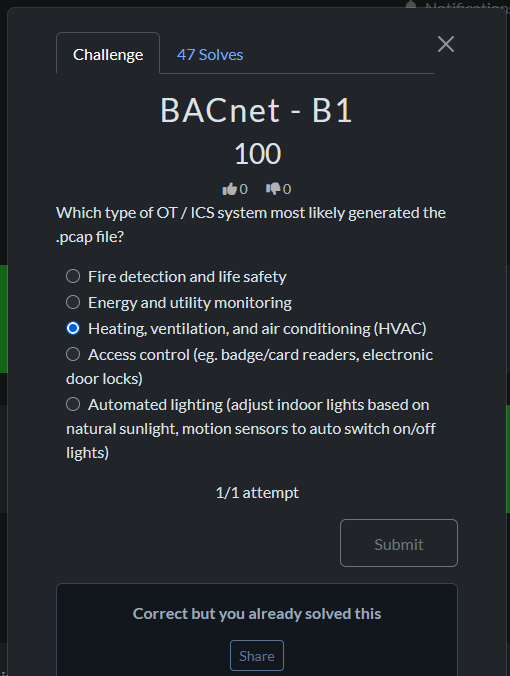 Notifications
Challenge
47 Solves
BACnet - B1
100
0 0
Which type of OT / ICS system most likely generated the
.pcap file?
Fire detection and life safety
Energy and utility monitoring
Heating, ventilation, and air conditioning (HVAC)
Access control (eg. badge/card readers, electronic
door locks)
Automated lighting (adjust indoor lights based on
natural sunlight, motion sensors to auto switch on/off
lights)
1/1 attempt
Submit
Correct but you already solved this
Share